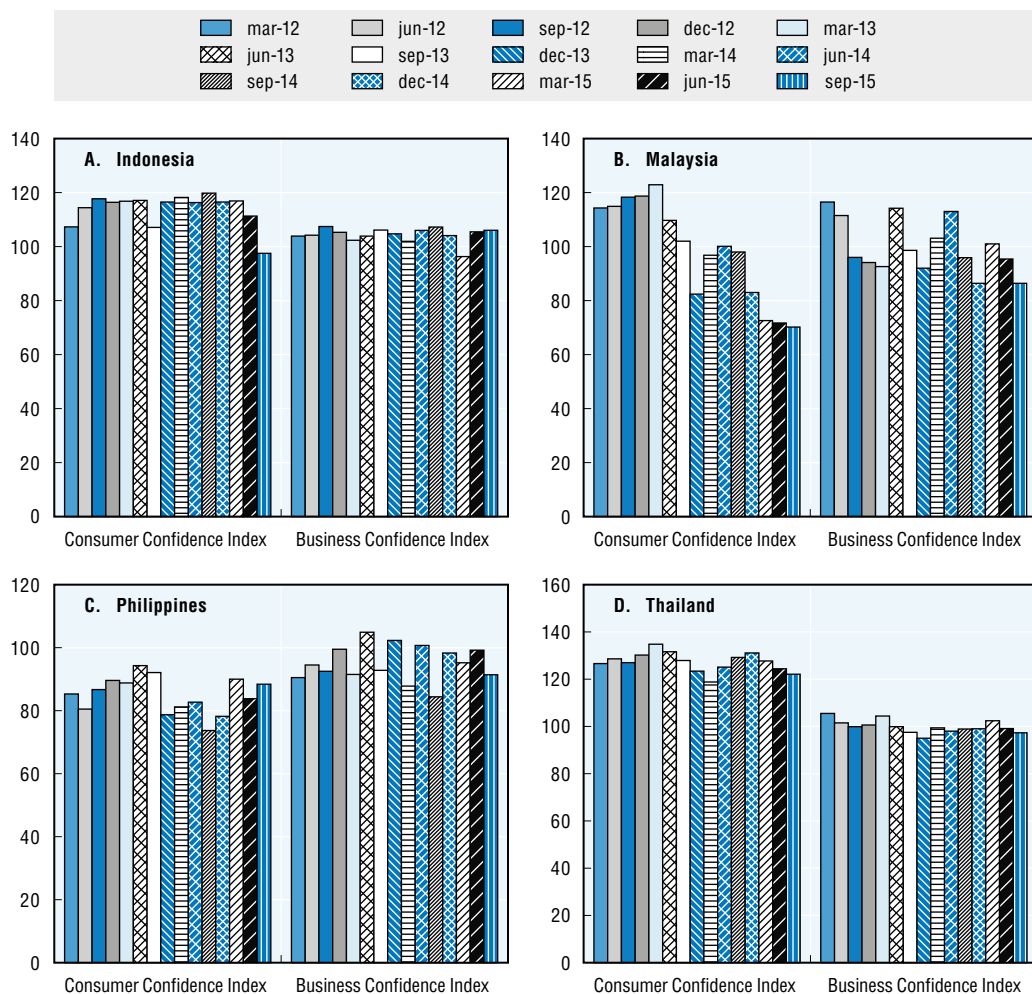 mar-12 jun-12 sep-12 dec-12 mar-13
jun-13 sep-13 dec-13 mar-14 jun-14
sep-14 dec-14 mar-15 jun-15 sep-15
A. Indonesia
140
120
100
80
60
40
20
0
Consumer Confidence Index Business Confidence Index
B. Malaysia
140
120
100
80
60
40
20
0
Consumer Confidence Index Business Confidence Index
C. Philippines
120
100
80
60
40
20
0
Consumer Confidence Index Business Confidence Index
D. Thailand
160
140
120
100
80
60
40
20
0
Consumer Confidence Index Business Confidence Index